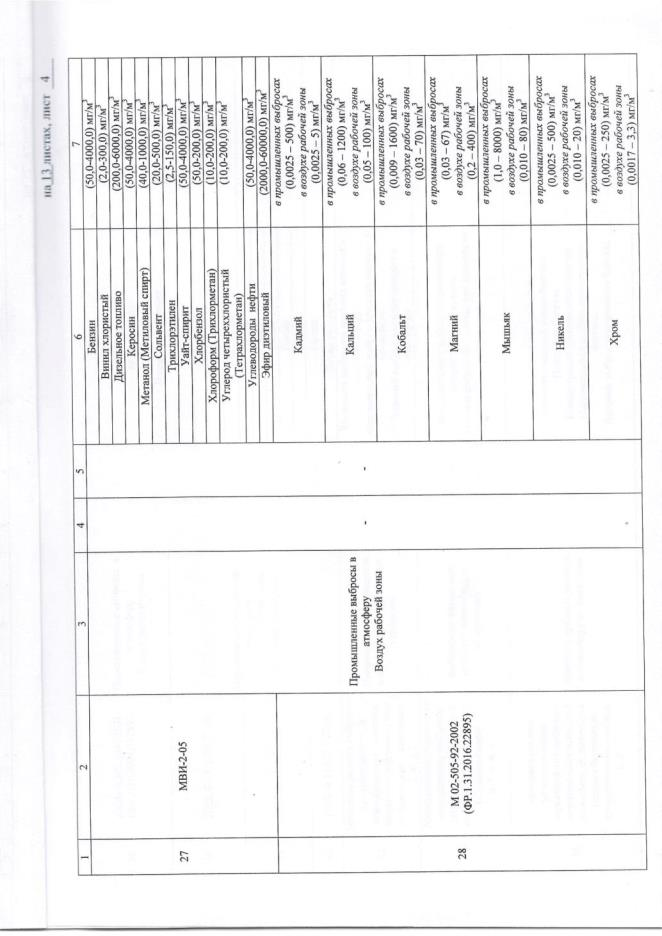 на 13 листах, лист 4
1 2 3 4 5 6 7
27 МВИ-2-05
Промышленные выбросы в
атмосферу
Воздух рабочей зоны
- -
Бензин (50,0-4000,0) мг/м³
Винил хлористый (2,0-300,0) мг/м³
Дизельное топливо (200,0-6000,0) мг/м³
Керосин (50,0-4000,0) мг/м³
Метанол (Метиловый спирт) (40,0-1000,0) мг/м³
Сольвент (20,0-500,0) мг/м³
Трихлорэтилен (2,5-150,0) мг/м³
Уайт-спирит (50,0-4000,0) мг/м³
Хлорбензол (50,0-200,0) мг/м³
Хлороформ (Трихлорметан) (10,0-200,0) мг/м³
Углерод четыреххлористый (10,0-200,0) мг/м³
(Тетрахлорметан)
Углеводороды нефти (50,0-4000,0) мг/м³
Эфир диэтиловый (2000,0-60000,0) мг/м³
28 М 02-505-92-2002
(ФР.1.31.2016.22895)
Кадмий
в промышленных выбросах
(0,0025 – 500) мг/м³
в воздухе рабочей зоны
(0,0025 – 5) мг/м³
Кальций
в промышленных выбросах
(0,06 – 1200) мг/м³
в воздухе рабочей зоны
(0,05 – 100) мг/м³
Кобальт
в промышленных выбросах
(0,009 – 1600) мг/м³
в воздухе рабочей зоны
(0,03 – 70) мг/м³
Магний
в промышленных выбросах
(0,03 – 67) мг/м³
в воздухе рабочей зоны
(0,2 – 400) мг/м³
Мышьяк
в промышленных выбросах
(1,0 – 8000) мг/м³
в воздухе рабочей зоны
(0,010 – 80) мг/м³
Никель
в промышленных выбросах
(0,0025 – 500) мг/м³
в воздухе рабочей зоны
(0,010 – 20) мг/м³
Хром
в промышленных выбросах
(0,0025 – 250) мг/м³
в воздухе рабочей зоны
(0,0017 – 3,3) мг/м³